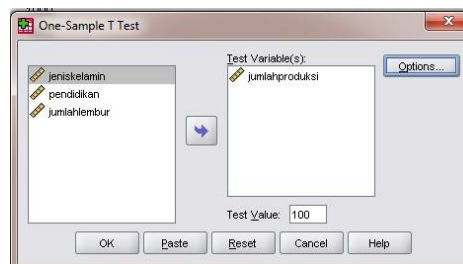 One-Sample T Test
jeniskelamin
pendidikan
jumlahlembur
Test Variable(s):
jumlahproduksi
Options...
Test Value: 100
OK Paste Reset Cancel Help